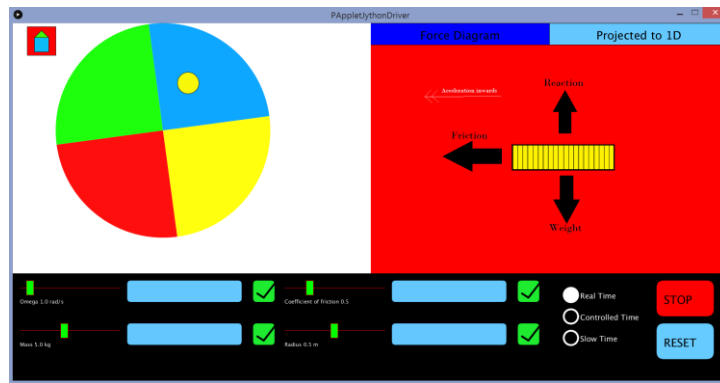 PAppletJythonDriver
Force Diagram
Projected to 1D
Acceleration inwards
Reaction
Friction
Weight
Omega 1.0 rad/s
Coefficient of friction 0.5
Mass 5.0 kg
Radius 0.5 m
Real Time
Controlled Time
Slow Time
STOP
RESET